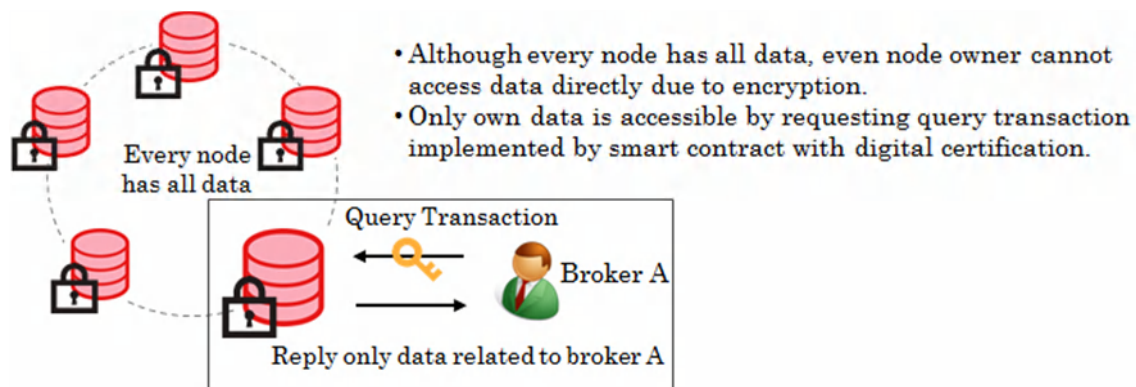 • Although every node has all data, even node owner cannot
access data directly due to encryption.
• Only own data is accessible by requesting query transaction
implemented by smart contract with digital certification.
Every node
has all data
Query Transaction
Broker A
Reply only data related to broker A